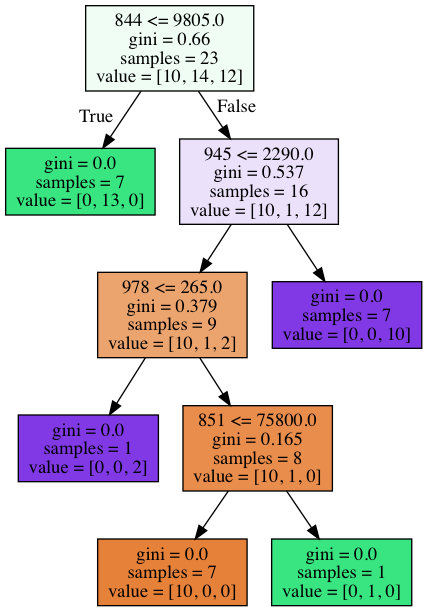 844 <= 9805.0
gini = 0.66
samples = 23
value = [10, 14, 12]
True
False
gini = 0.0
samples = 7
value = [0, 13, 0]
945 <= 2290.0
gini = 0.537
samples = 16
value = [10, 1, 12]
978 <= 265.0
gini = 0.379
samples = 9
value = [10, 1, 2]
gini = 0.0
samples = 7
value = [0, 0, 10]
gini = 0.0
samples = 1
value = [0, 0, 2]
851 <= 75800.0
gini = 0.165
samples = 8
value = [10, 1, 0]
gini = 0.0
samples = 7
value = [10, 0, 0]
gini = 0.0
samples = 1
value = [0, 1, 0]